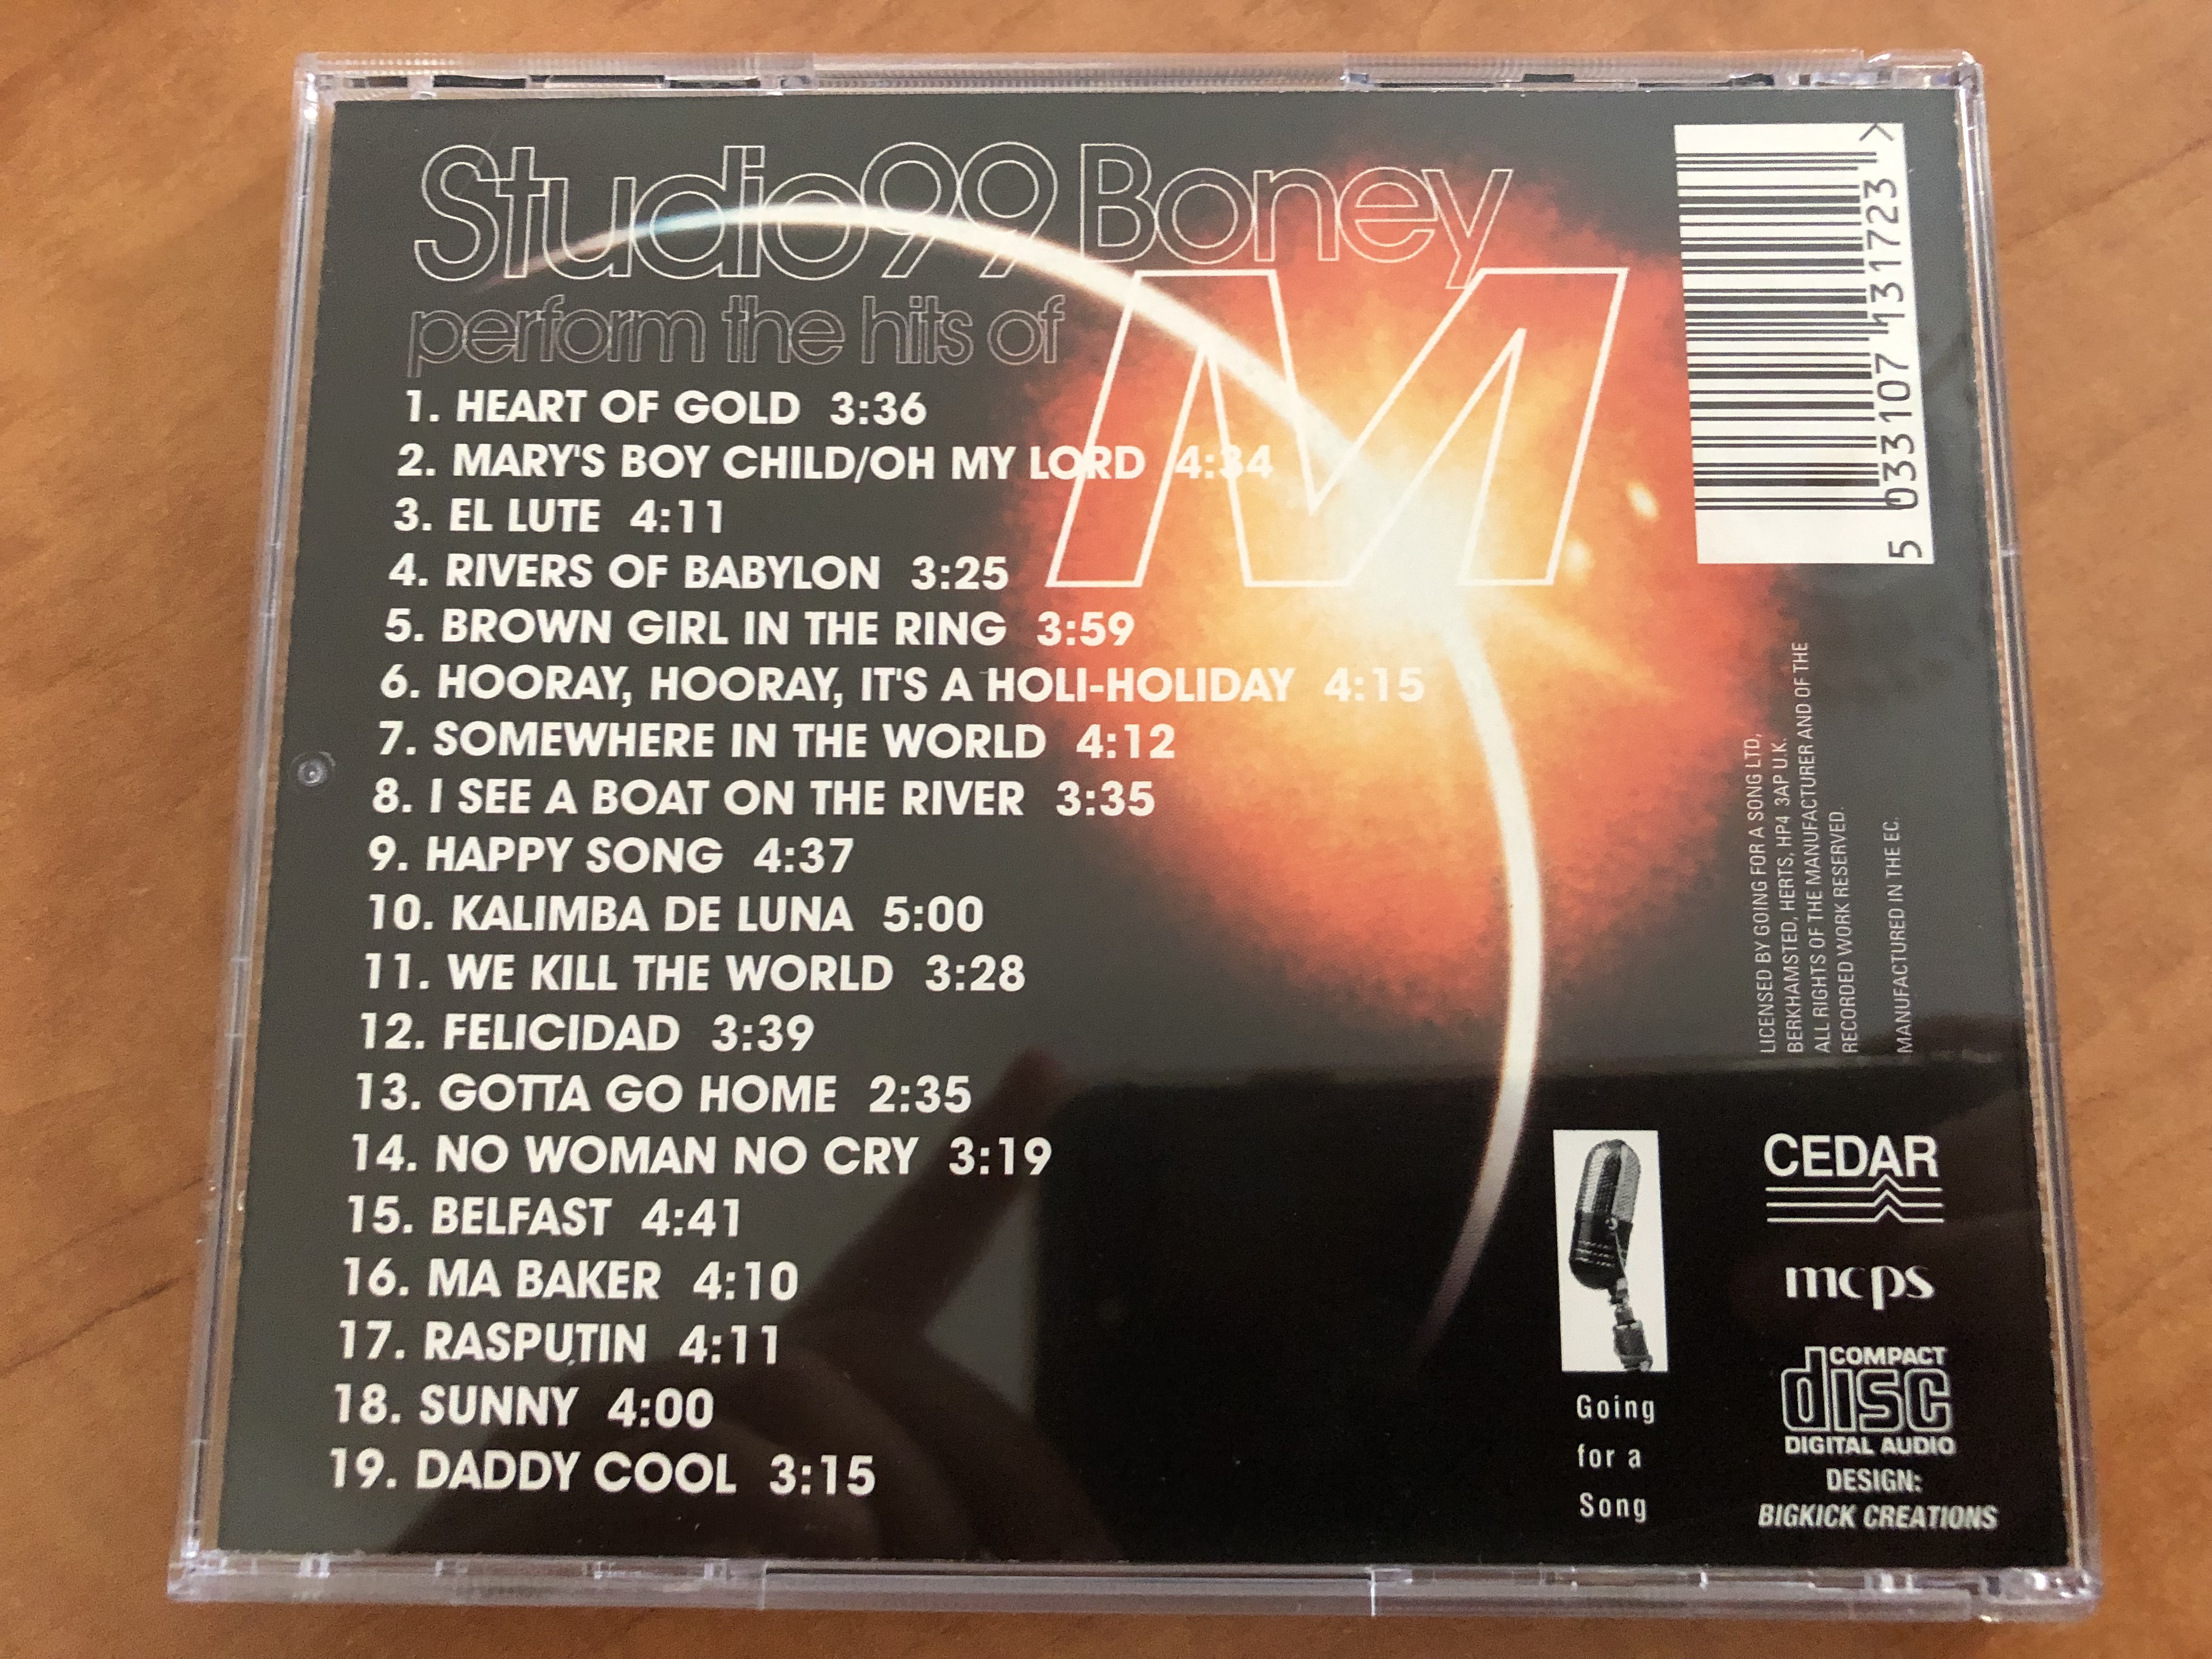 Studio99 Boney
M
perform the hits of
1. HEART OF GOLD 3:36
2. MARY'S BOY CHILD/OH MY LORD 4:34
3. EL LUTE 4:11
4. RIVERS OF BABYLON 3:25
5. BROWN GIRL IN THE RING 3:59
6. HOORAY, HOORAY, IT'S A HOLI-HOLIDAY 4:15
7. SOMEWHERE IN THE WORLD 4:12
8. I SEE A BOAT ON THE RIVER 3:35
9. HAPPY SONG 4:37
10. KALIMBA DE LUNA 5:00
11. WE KILL THE WORLD 3:28
12. FELICIDAD 3:39
13. GOTTA GO HOME 2:35
14. NO WOMAN NO CRY 3:19
15. BELFAST 4:41
16. MA BAKER 4:10
17. RASPUTIN 4:11
18. SUNNY 4:00
19. DADDY COOL 3:15
5 033107 131723 >
LICENSED BY GOING FOR A SONG LTD,
BERKHAMSTED, HERTS, HP4 3AP U.K.
ALL RIGHTS OF THE MANUFACTURER AND OF THE
RECORDED WORK RESERVED.
MANUFACTURED IN THE EC.
Going
for a
Song
CEDAR
mcps
COMPACT
disc
DIGITAL AUDIO
DESIGN:
BIGKICK CREATIONS